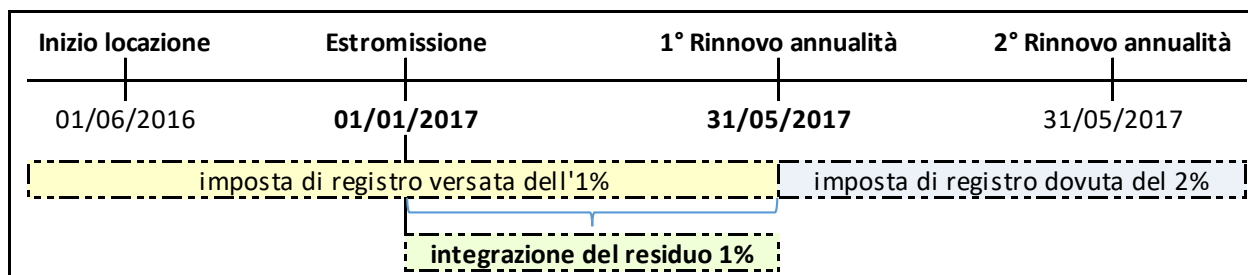 Inizio locazione Estromissione 1° Rinnovo annualità 2° Rinnovo annualità
01/06/2016 01/01/2017 31/05/2017 31/05/2017
imposta di registro versata dell'1% imposta di registro dovuta del 2%
integrazione del residuo 1%